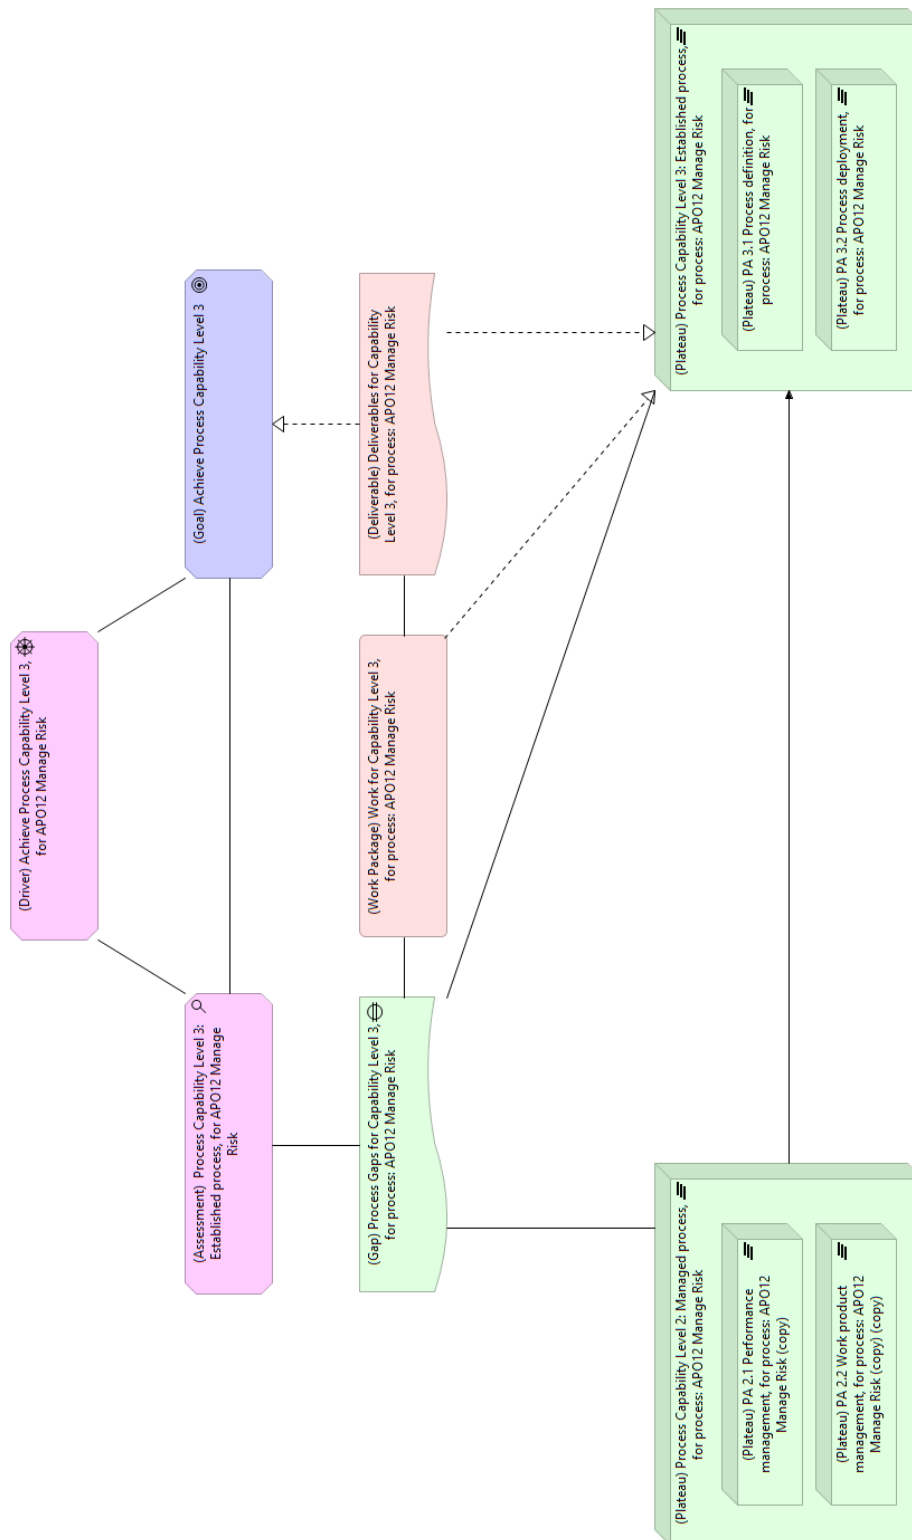 (Driver) Achieve Process Capability Level 3,
for APO12 Manage Risk
(Assessment)  Process Capability Level 3:
Established process, for APO12 Manage
Risk
(Goal) Achieve Process Capability Level 3
(Gap) Process Gaps for Capability Level 3,
for process: APO12 Manage Risk
(Work Package) Work for Capability Level 3,
for process: APO12 Manage Risk
(Deliverable) Deliverables for Capability
Level 3, for process: APO12 Manage Risk
(Plateau) Process Capability Level 2: Managed process,
for process: APO12 Manage Risk
(Plateau) PA 2.1 Performance
management, for process: APO12
Manage Risk (copy)
(Plateau) PA 2.2 Work product
management, for process: APO12
Manage Risk (copy) (copy)
(Plateau) Process Capability Level 3: Established process,
for process: APO12 Manage Risk
(Plateau) PA 3.1 Process definition, for
process: APO12 Manage Risk
(Plateau) PA 3.2 Process deployment,
for process: APO12 Manage Risk